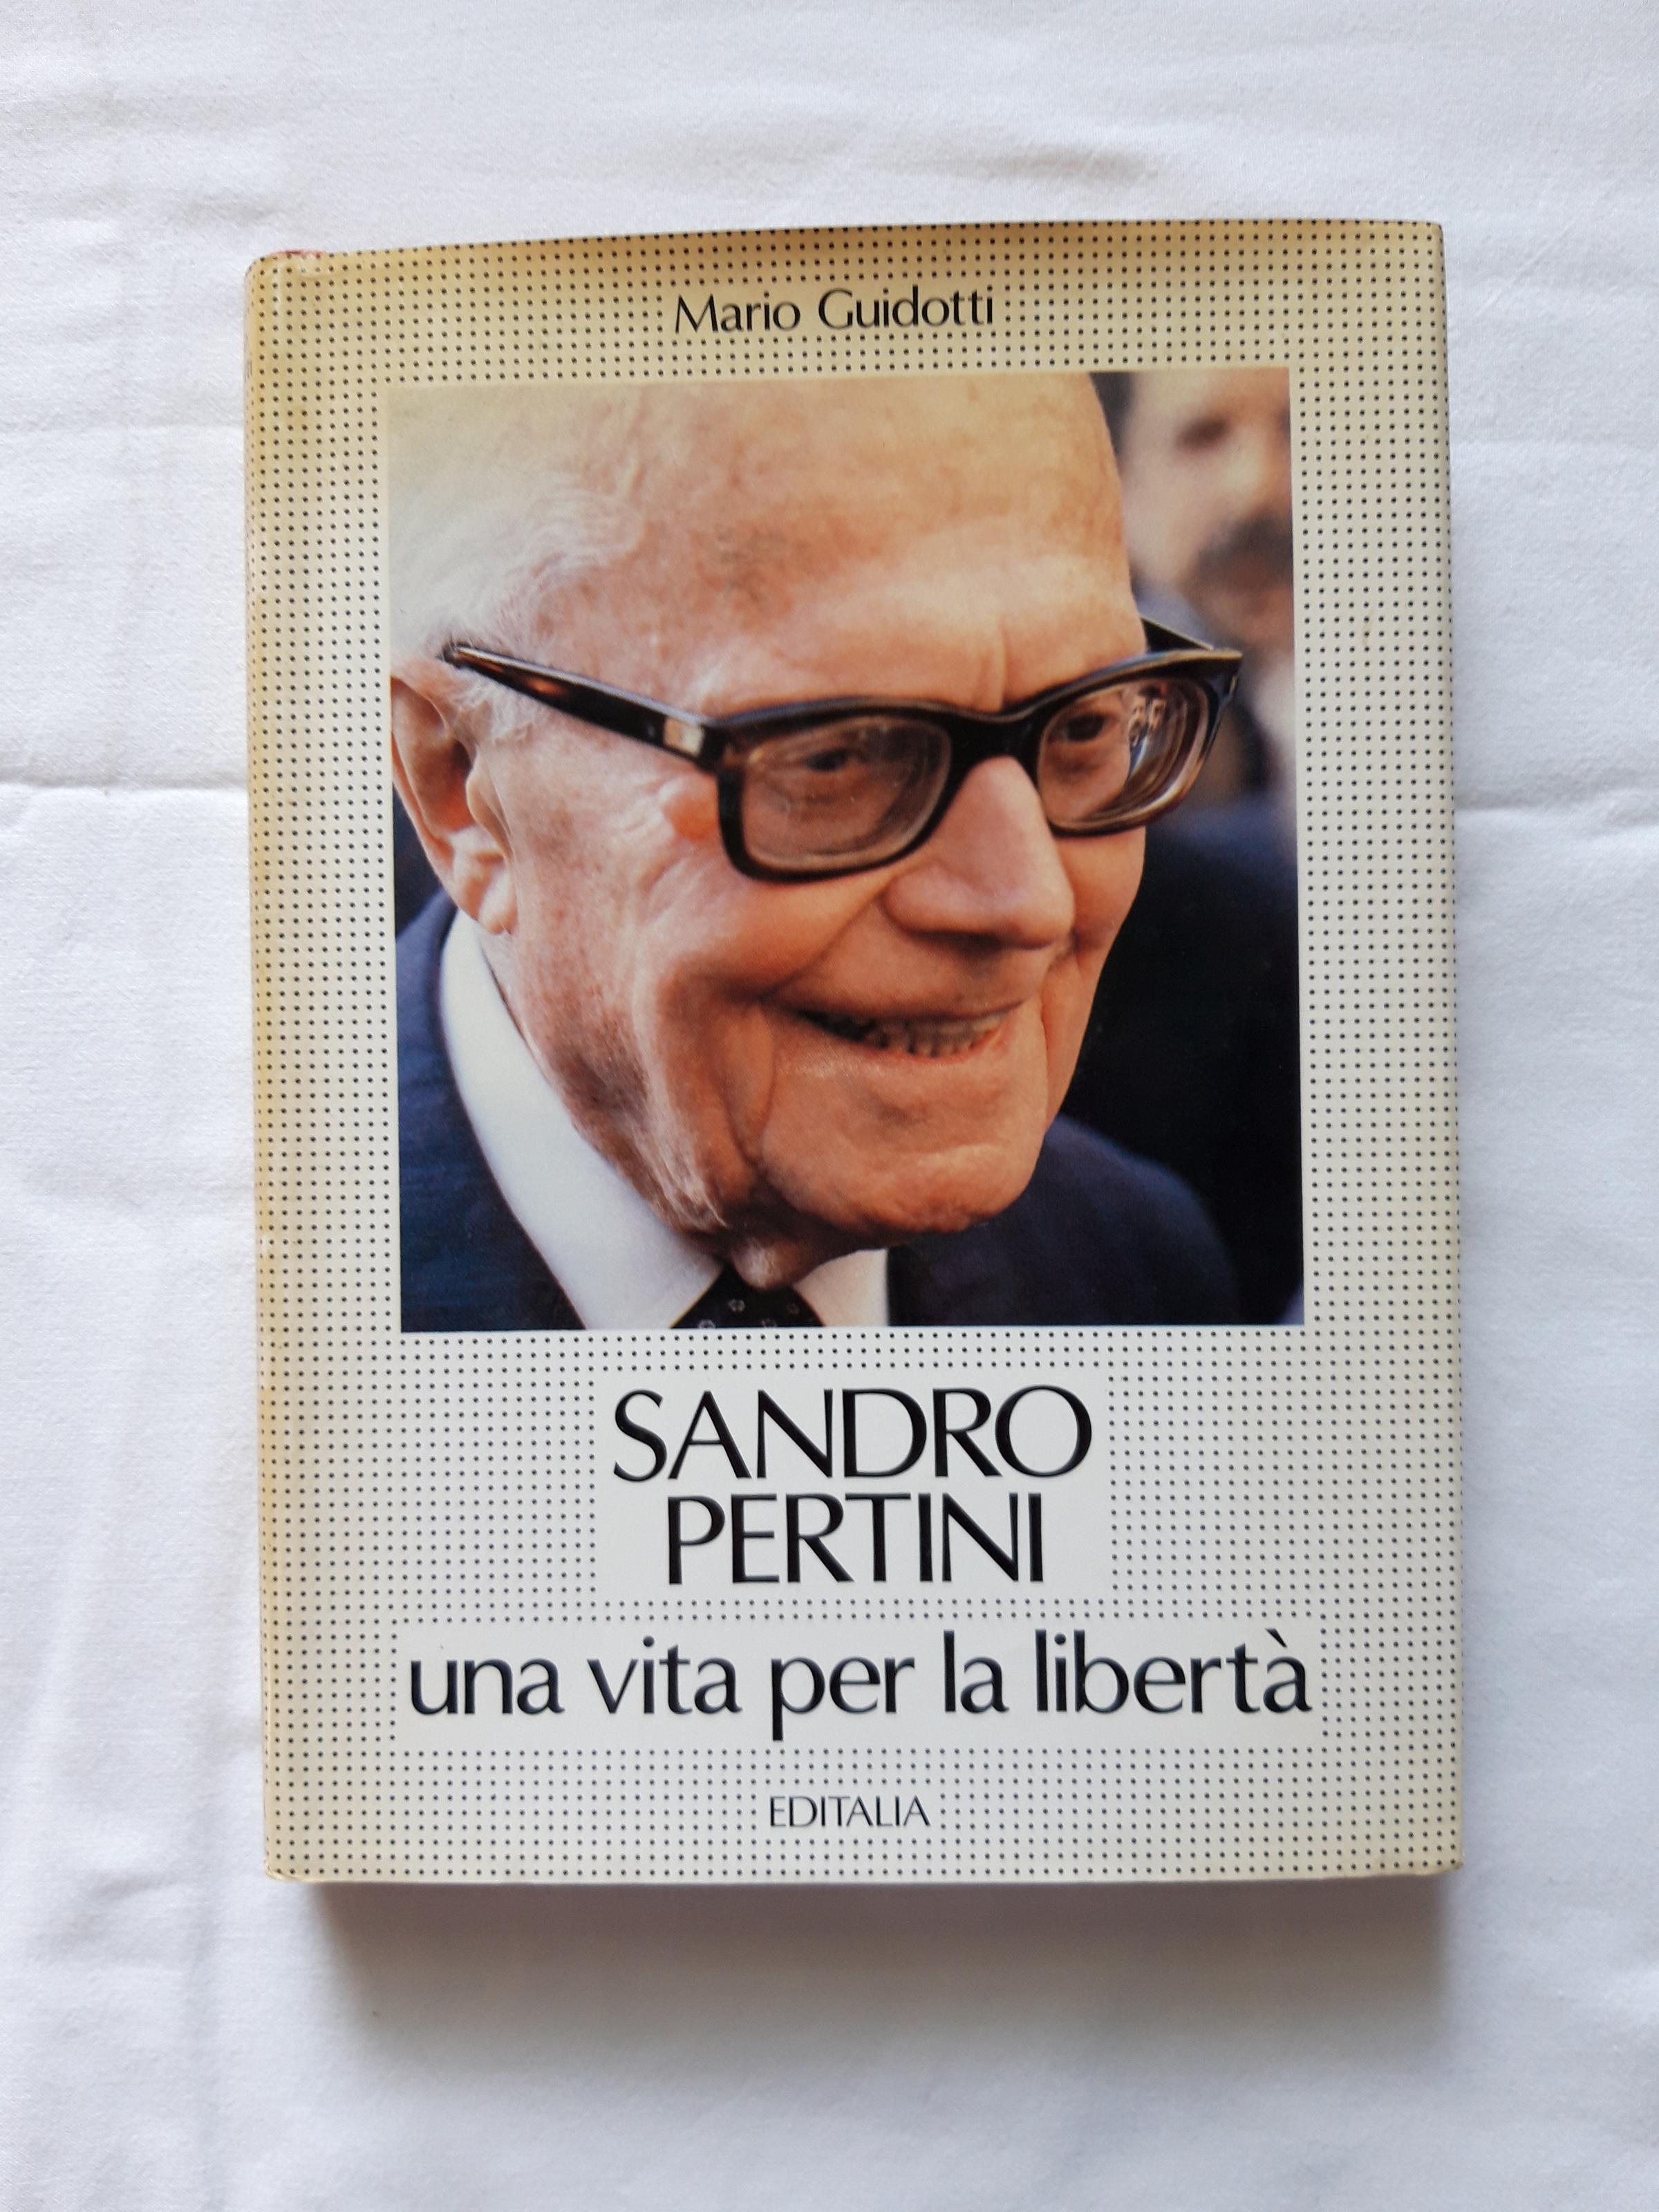 Mario Guidotti
SANDRO
PERTINI
una vita per la libertà
EDITALIA